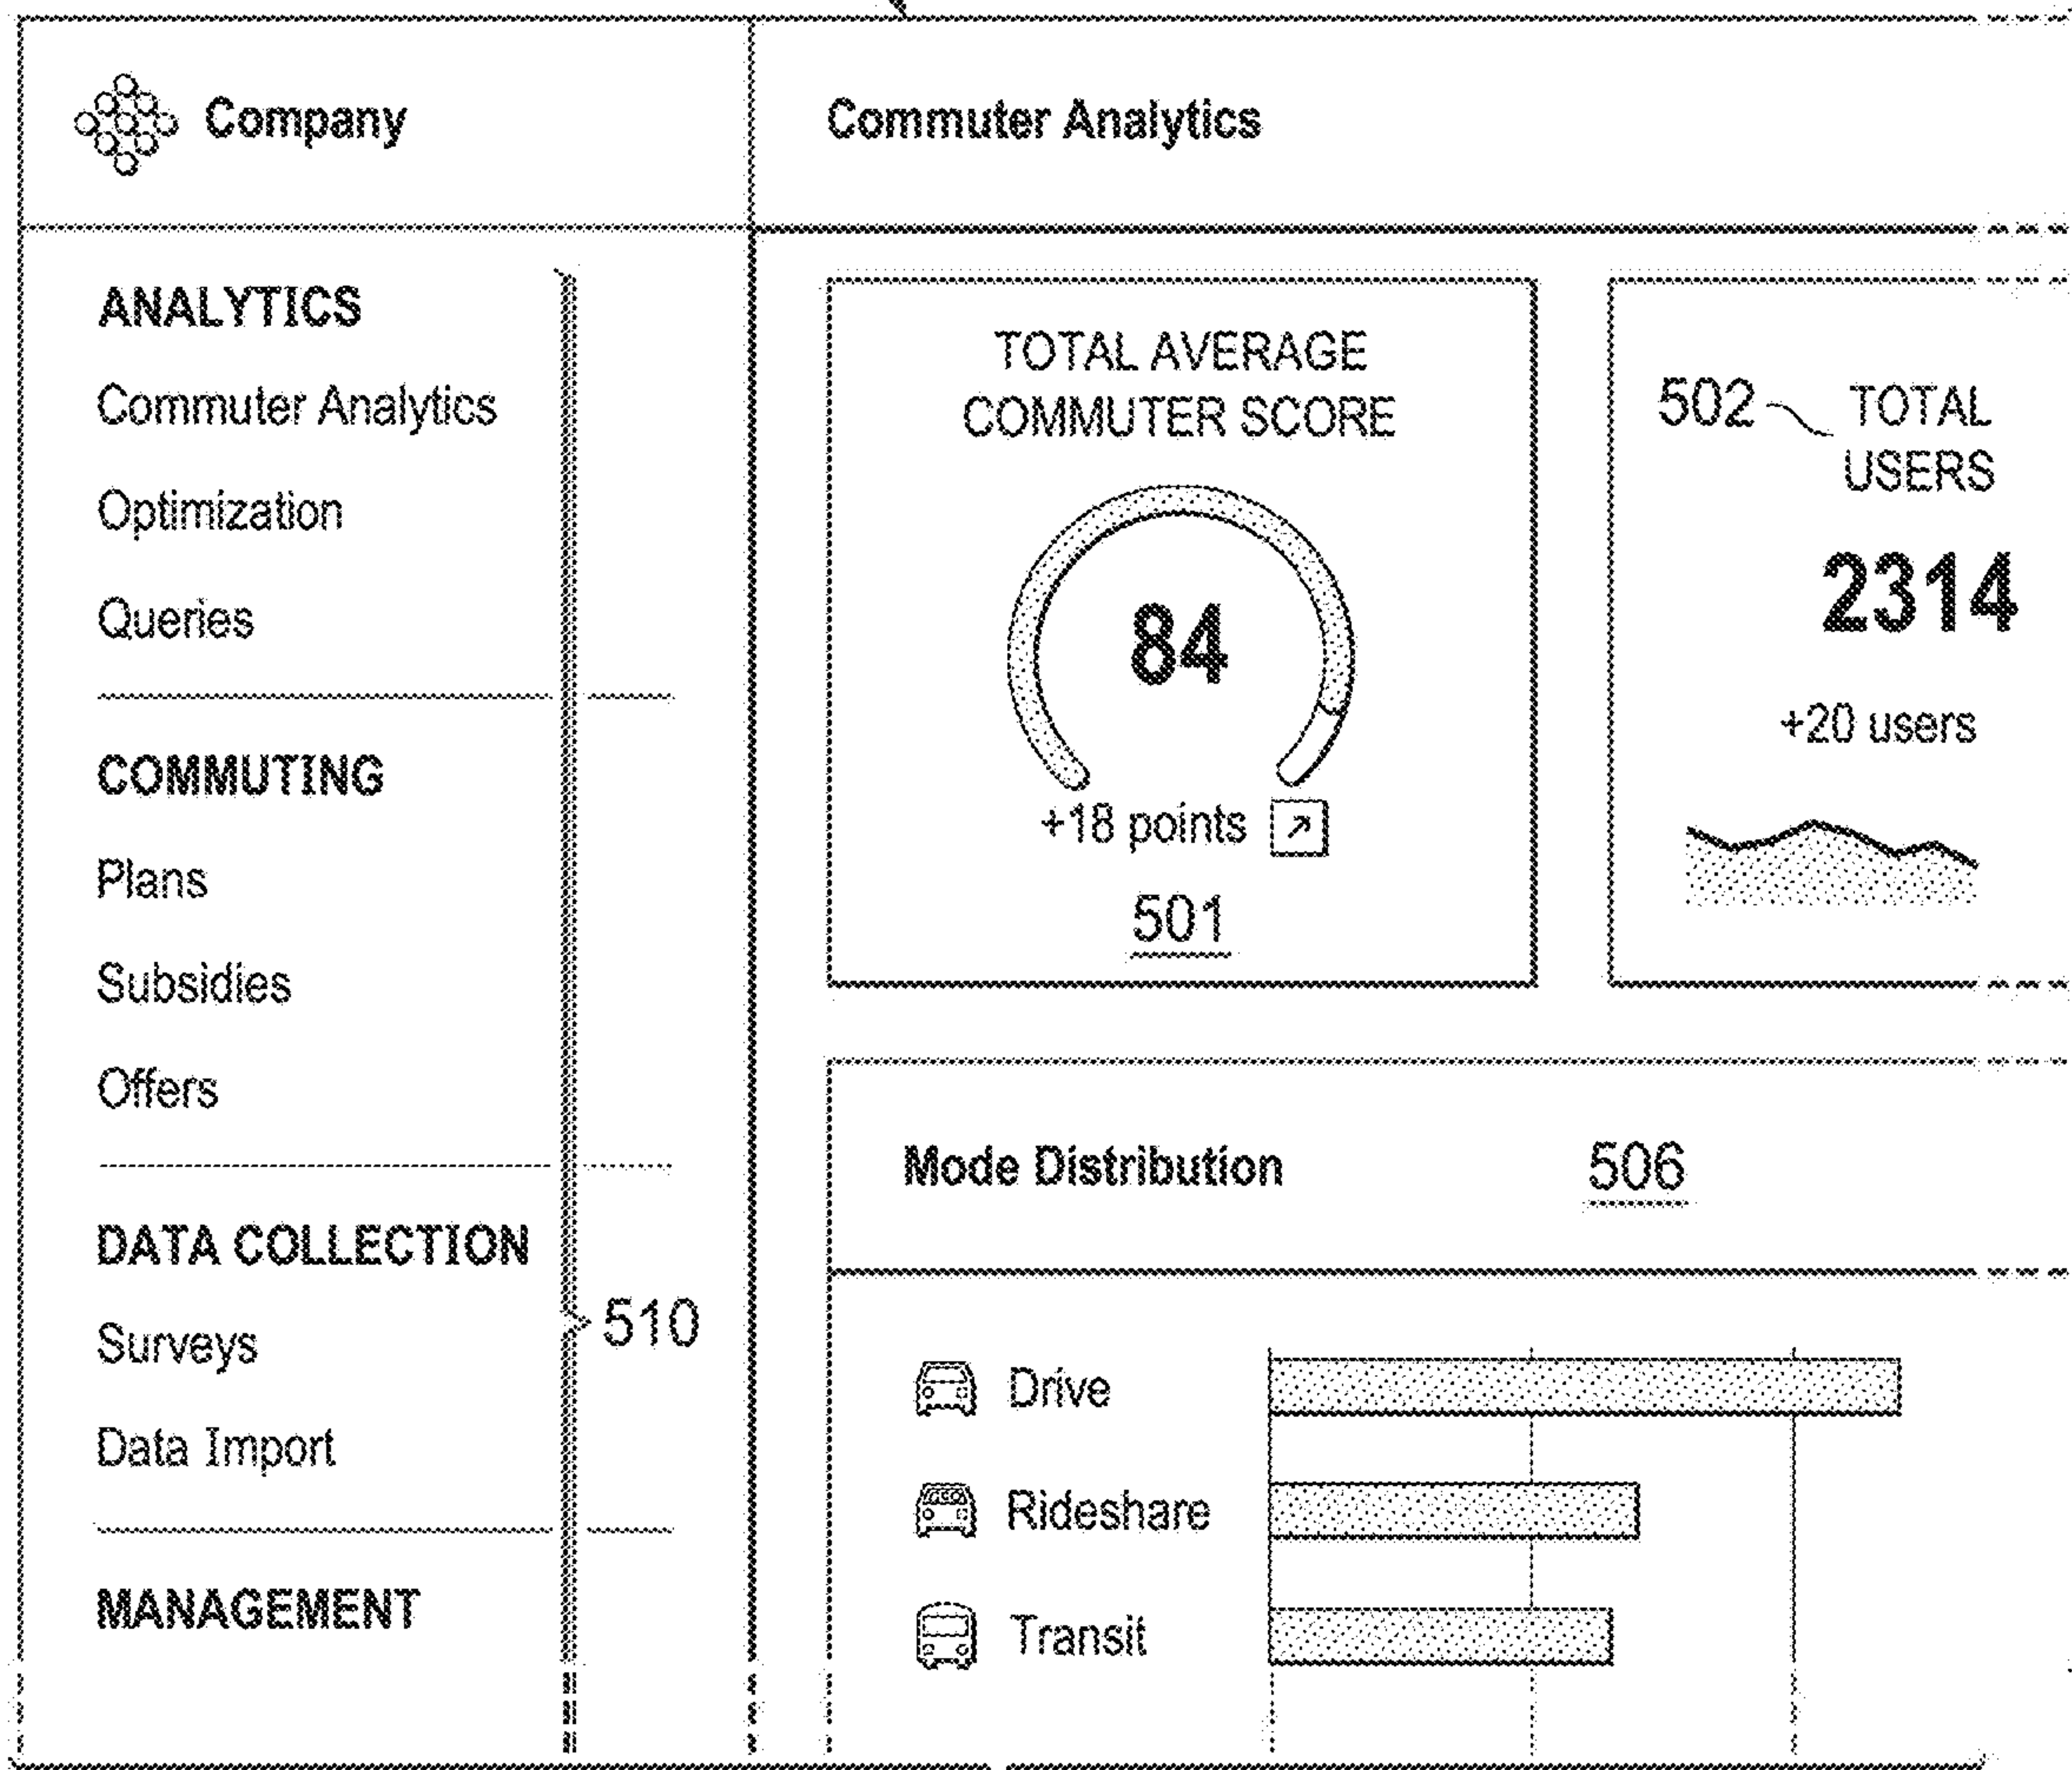 Company
Commuter Analytics
ANALYTICS
Commuter Analytics
Optimization
Queries
COMMUTING
Plans
Subsidies
Offers
DATA COLLECTION
Surveys
Data Import
MANAGEMENT
510
TOTAL AVERAGE
COMMUTER SCORE
84
+18 points
501
502
TOTAL
USERS
2314
+20 users
Mode Distribution
506
Drive
Rideshare
Transit